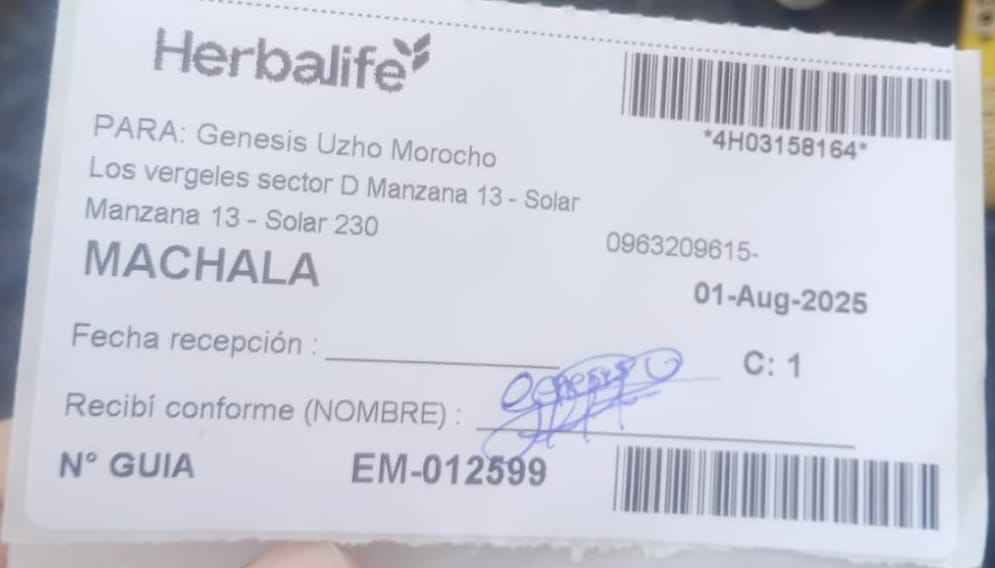 Herbalife
*4H03158164*
PARA: Genesis Uzho Morocho
Los vergeles sector D Manzana 13 - Solar
Manzana 13 - Solar 230
0963209615-
MACHALA
01-Aug-2025
Fecha recepción :
C: 1
Genesis U
Recibí conforme (NOMBRE) :
N° GUIA EM-012599